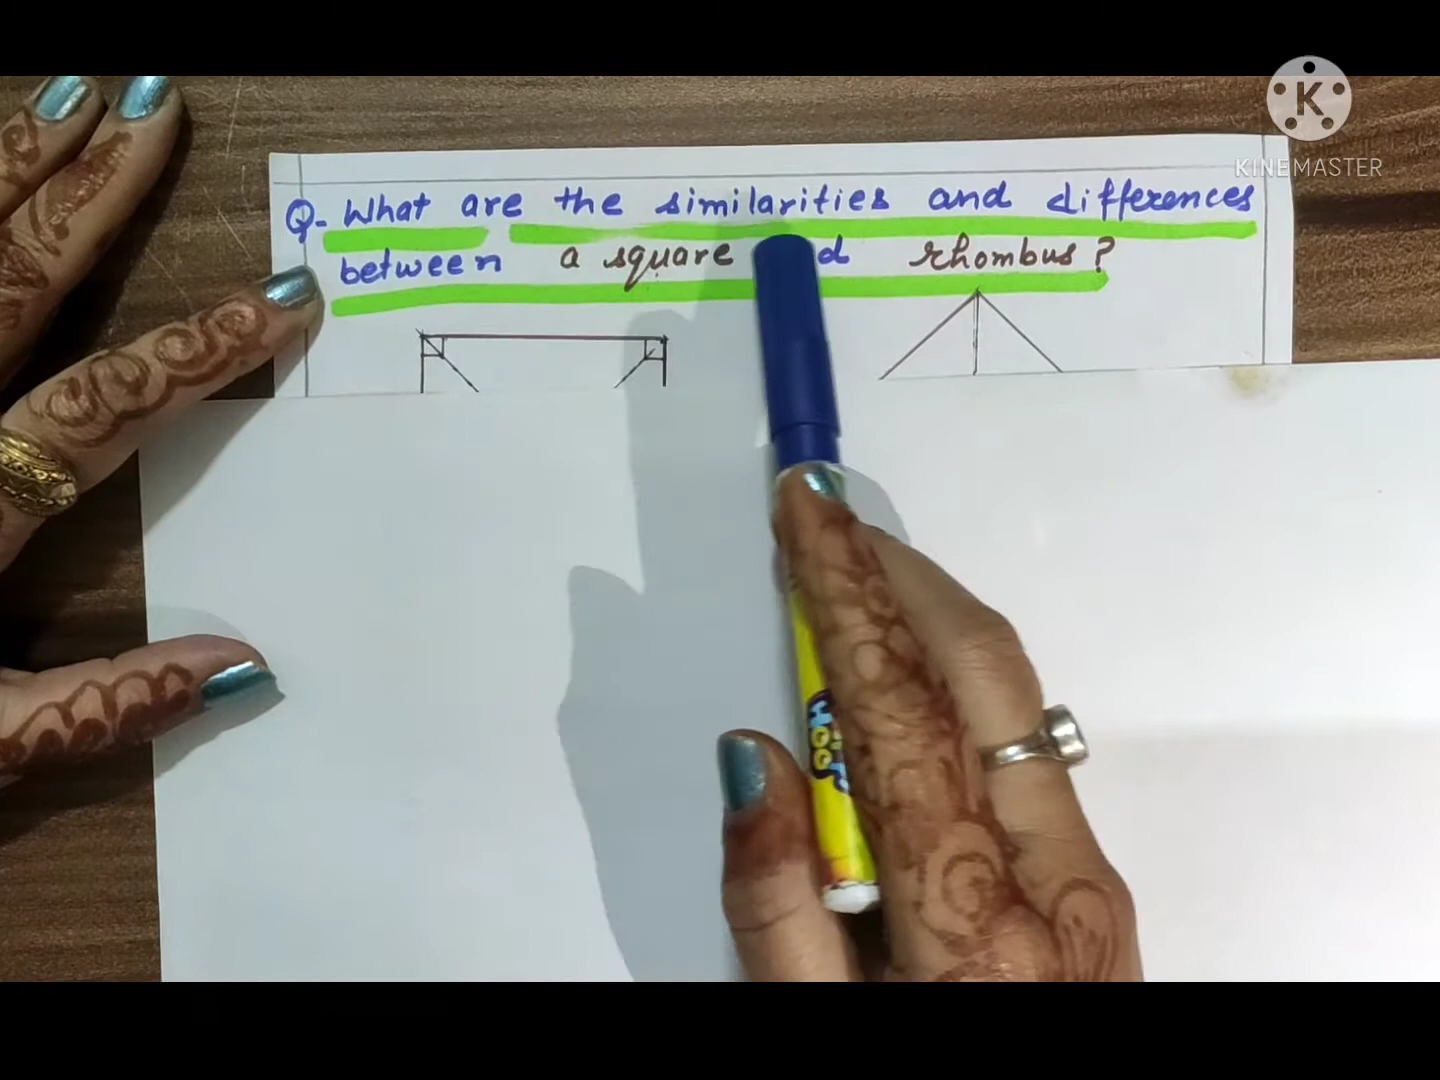 K
KINEMASTER
Q- What are the similarities and differences
between a square rhombus?